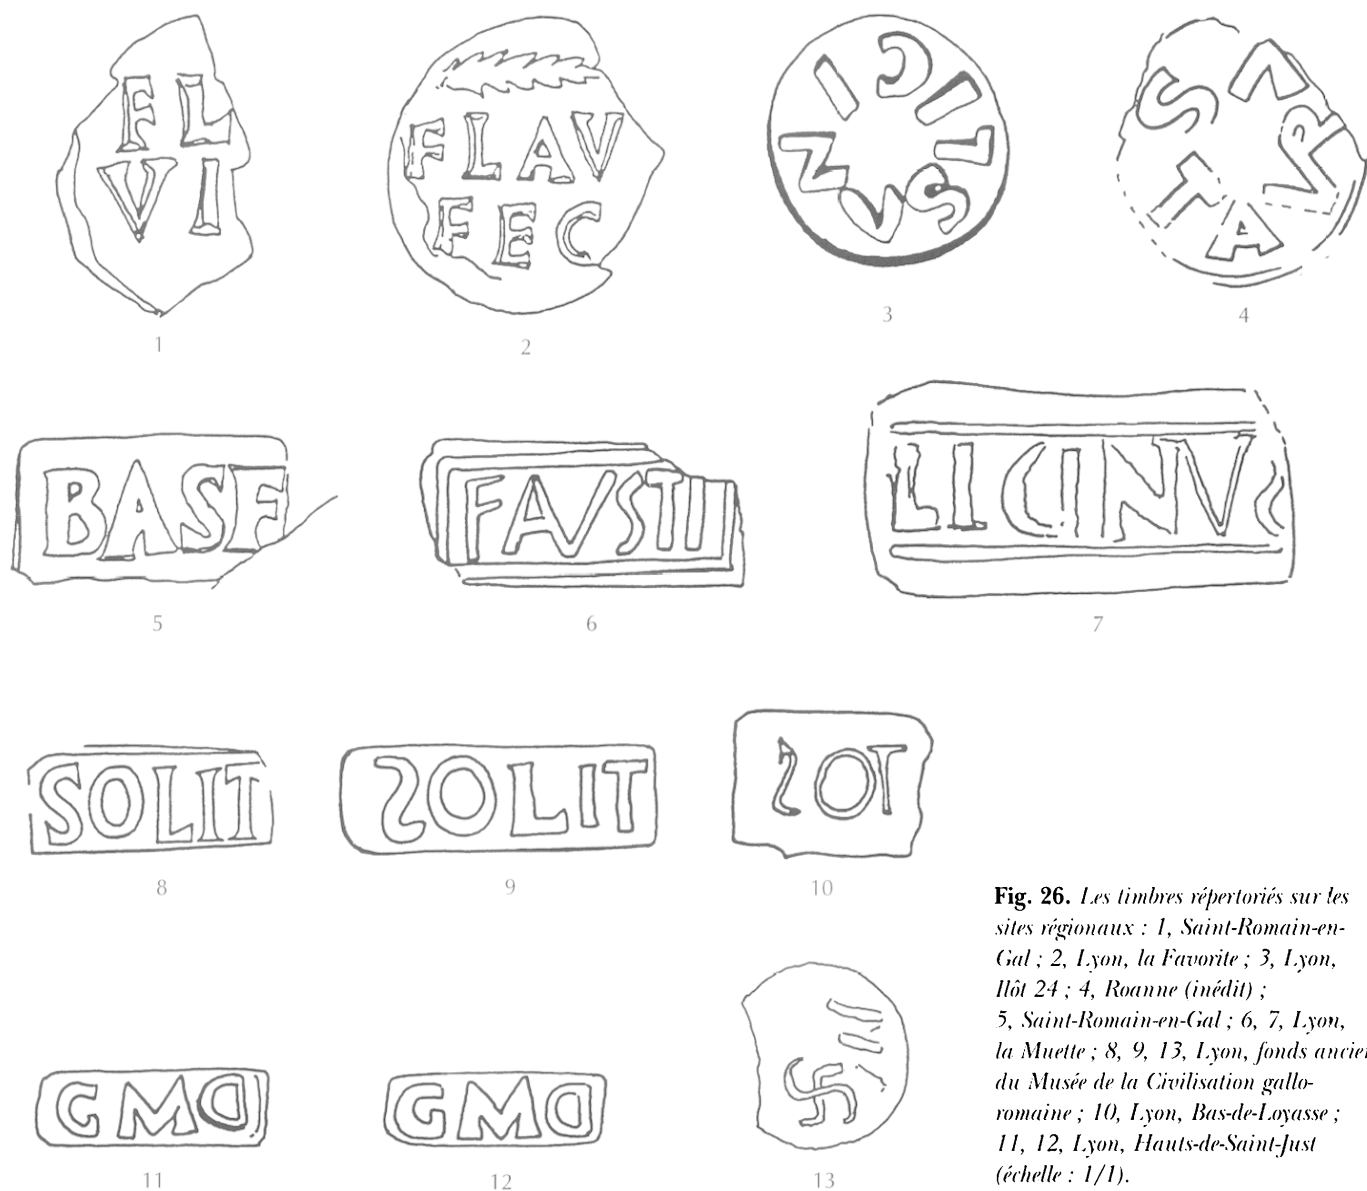 FL
VI
1
FLAV
FEC
2
3
4
BASF
5
FAVSTI
6
LICINVS
7
SOLIT
8
SOLIT
9
SOT
10
GMD
11
GMD
12
13
Fig. 26. Les timbres répertoriés sur les
sites régionaux : 1, Saint-Romain-en-
Gal ; 2, Lyon, la Favorite ; 3, Lyon,
Ilôt 24 ; 4, Roanne (inédit) ;
5, Saint-Romain-en-Gal ; 6, 7, Lyon,
la Muette ; 8, 9, 13, Lyon, fonds ancien
du Musée de la Civilisation gallo-
romaine ; 10, Lyon, Bas-de-Loyasse ;
11, 12, Lyon, Hauts-de-Saint-Just
(échelle : 1/1).